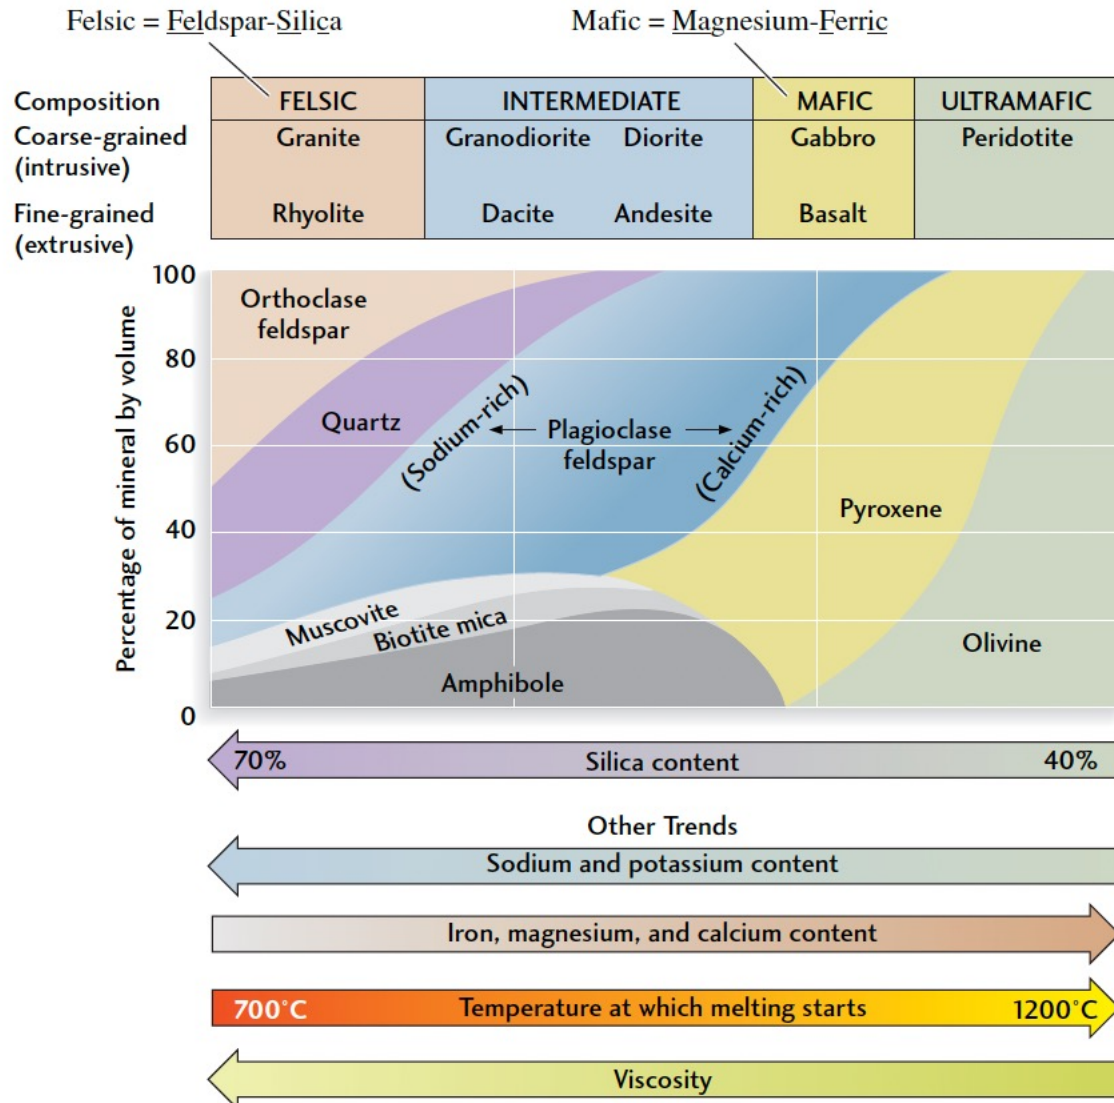 Felsic = Feldspar-Silica
Mafic = Magnesium-Ferric
Composition
FELSIC
INTERMEDIATE
MAFIC
ULTRAMAFIC
Coarse-grained
(intrusive)
Granite
Granodiorite
Diorite
Gabbro
Peridotite
Fine-grained
(extrusive)
Rhyolite
Dacite
Andesite
Basalt
Percentage of mineral by volume
100
80
60
40
20
0
Orthoclase
feldspar
Quartz
(Sodium-rich)
Plagioclase
feldspar
(Calcium-rich)
Pyroxene
Muscovite
Biotite mica
Amphibole
Olivine
70%
Silica content
40%
Other Trends
Sodium and potassium content
Iron, magnesium, and calcium content
700°C
Temperature at which melting starts
1200°C
Viscosity